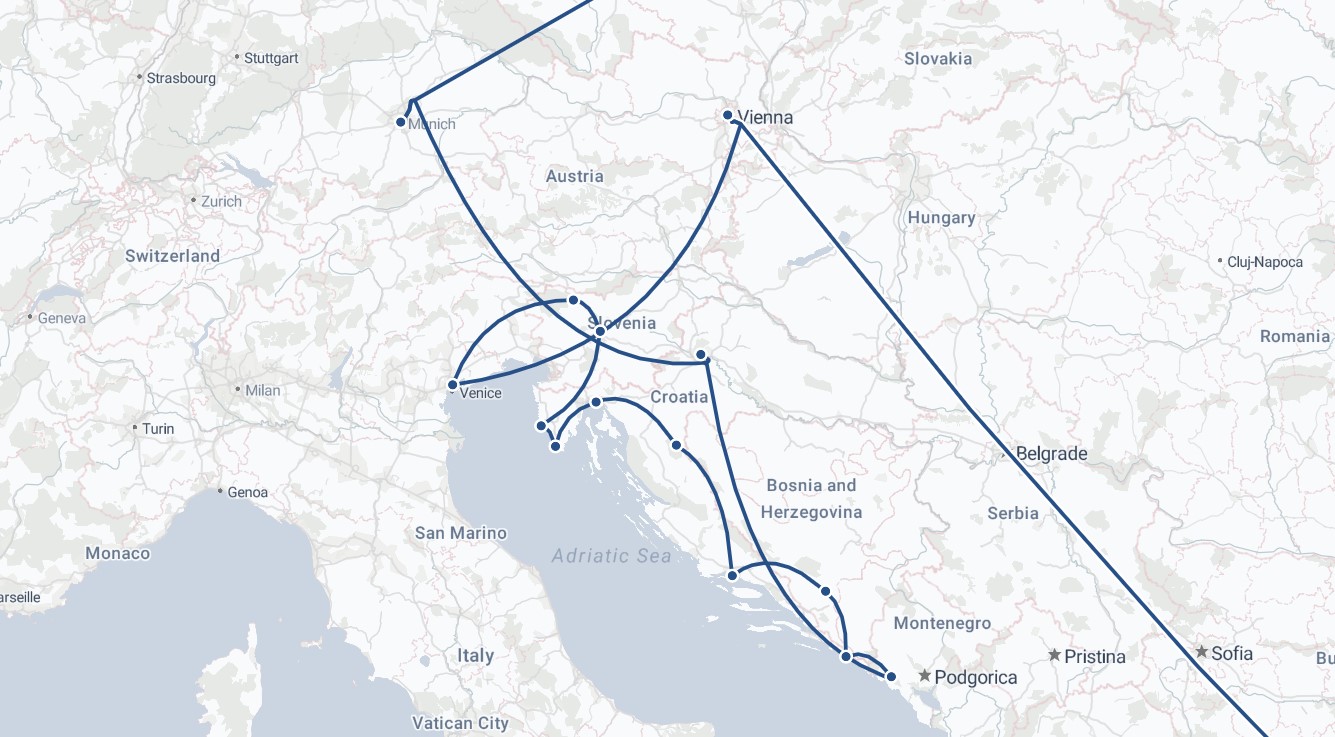 Stuttgart
Slovakia
Strasbourg
Munich
Vienna
Austria
Zurich
Hungary
Switzerland
Cluj-Napoca
Geneva
Slovenia
Romania
Milan
Venice
Croatia
Turin
Belgrade
Genoa
Bosnia and
Herzegovina
Serbia
San Marino
Monaco
Adriatic Sea
arseille
Montenegro
Italy
Pristina
Sofia
Bu
Podgorica
Vatican City